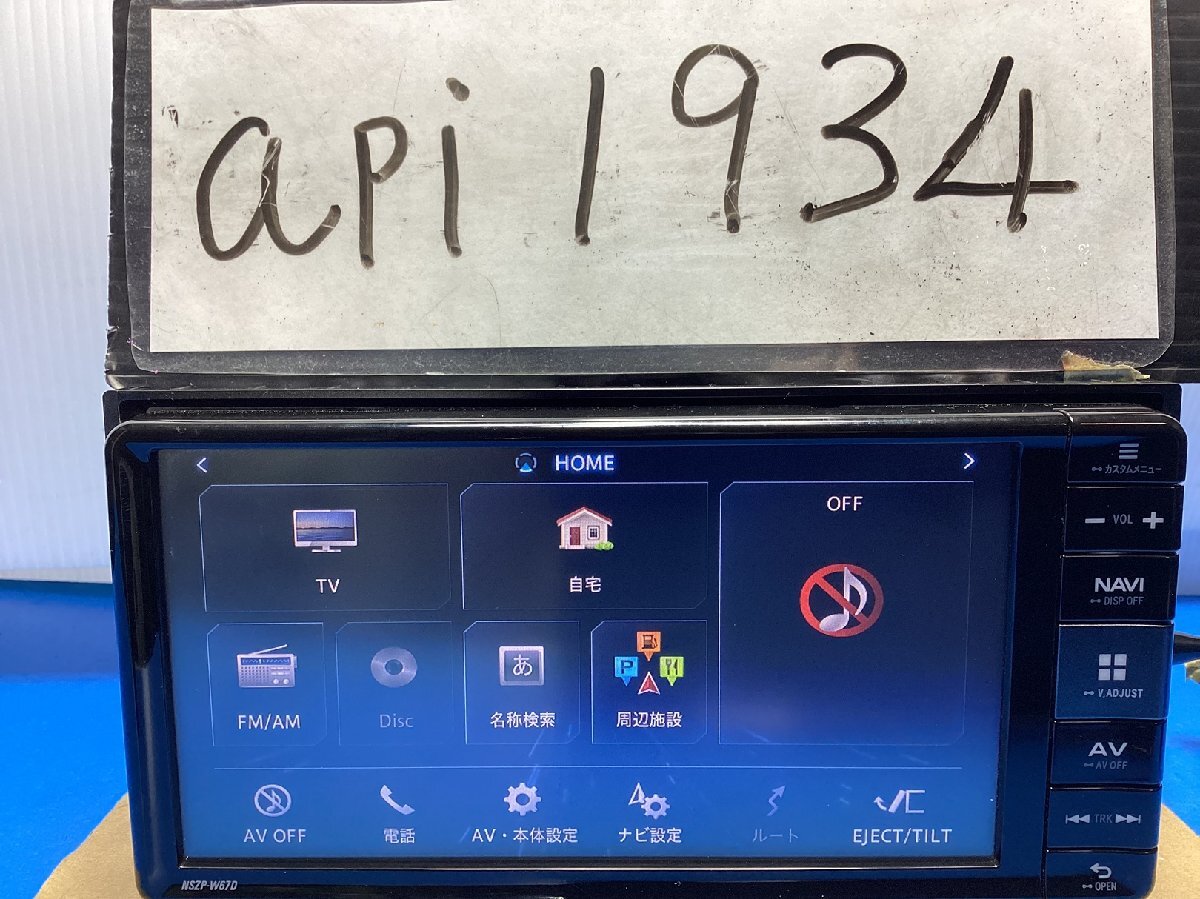 api 1934
HOME
OFF
TV
自宅
FM/AM
Disc
あ
名称検索
P
周辺施設
AV OFF
電話
AV・本体設定
ナビ設定
ルート
EJECT/TILT
カスタムメニュー
VOL
NAVI
DISP OFF
V.ADJUST
AV
AV OFF
TRK
OPEN
NSZP-W67D